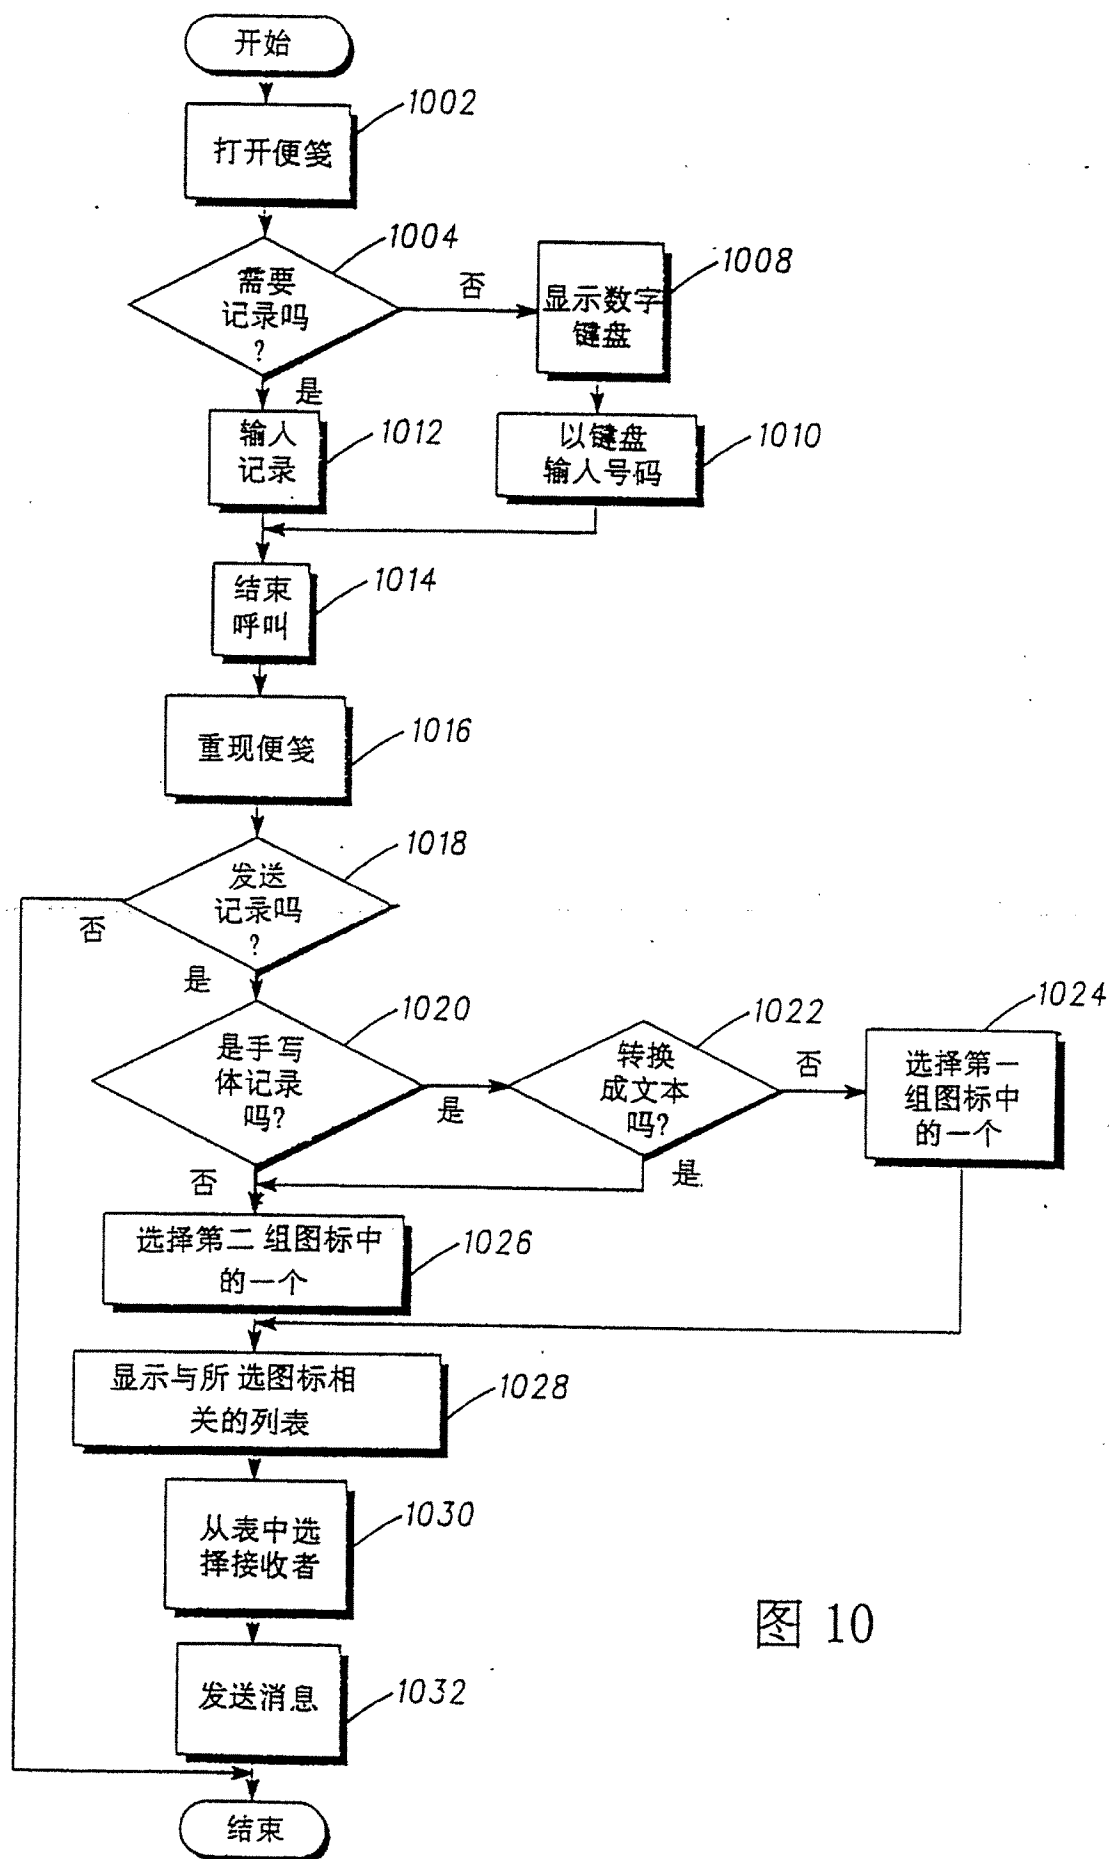 开始
1002
打开便笺
1004
需要
记录吗
?
否
1008
显示数字
键盘
是
1012
输人
记录
以键盘
输人号码
1010
1014
结束
呼叫
1016
重现便笺
1018
发送
记录吗
?
否
是
1020
是手写
体记录
吗?
是
1022
转换
成文本
吗?
否
1024
选择第一
组图标中
的一个
否
是
选择第二组图标中
的一个
1026
显示与所选图标相
关的列表
1028
从表中选
择接收者
1030
发送消息
1032
结束
图 10